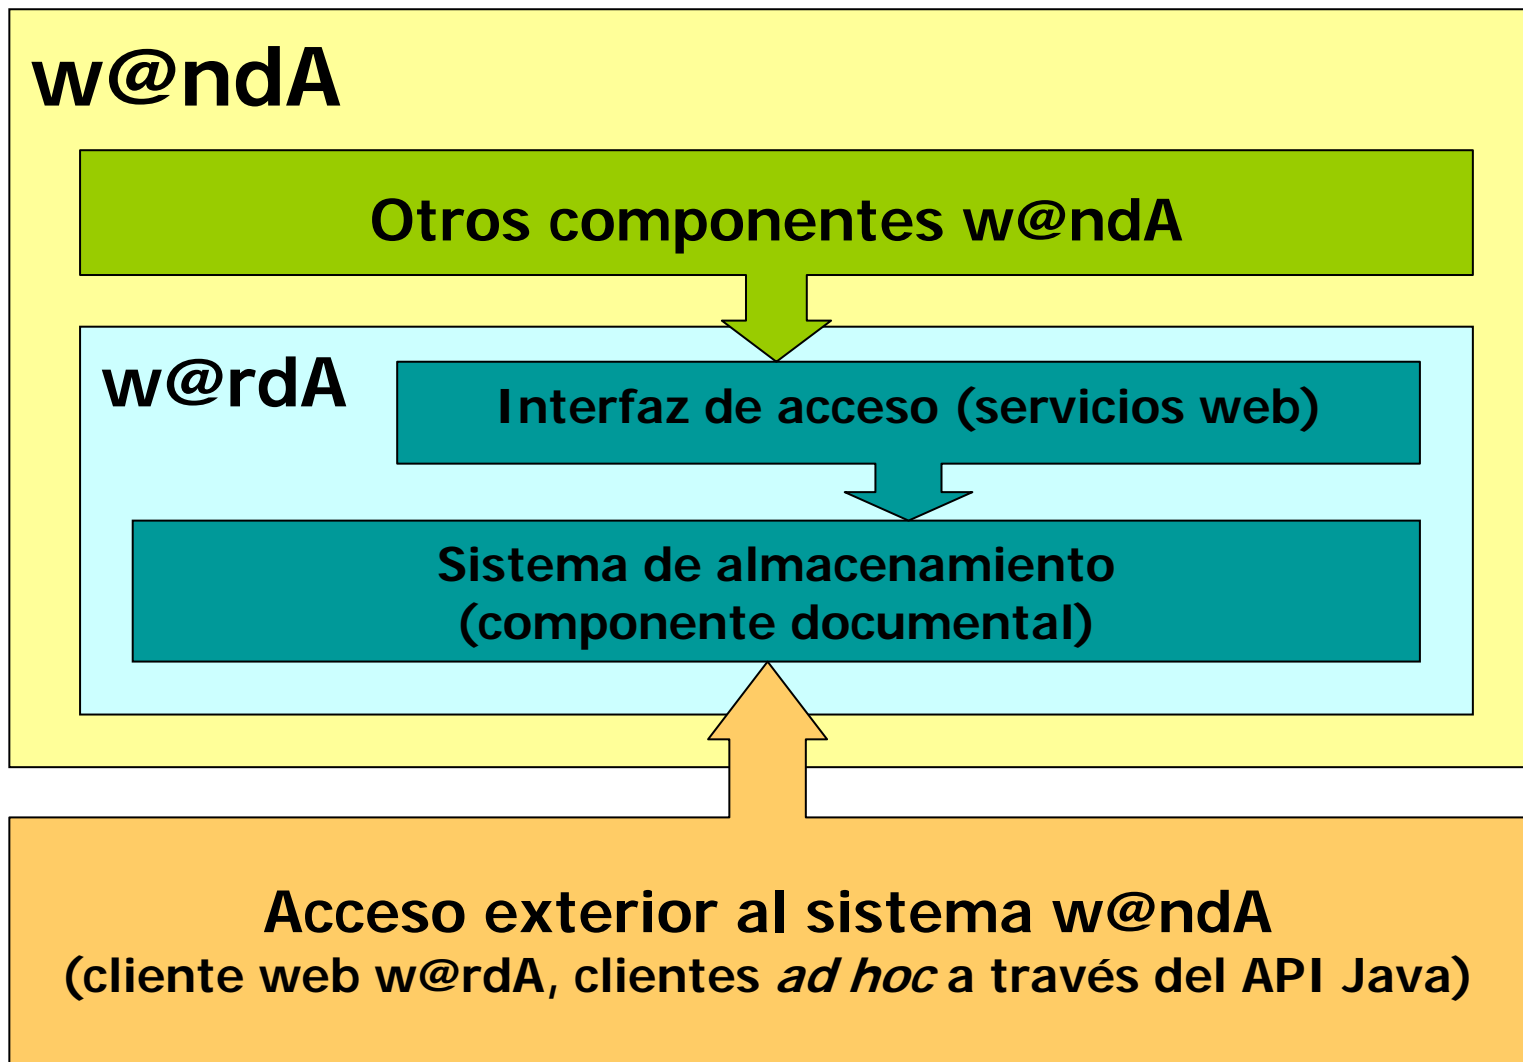 w@ndA
Otros componentes w@ndA
w@rdA
Interfaz de acceso (servicios web)
Sistema de almacenamiento
(componente documental)
Acceso exterior al sistema w@ndA
(cliente web w@rdA, clientes ad hoc a través del API Java)